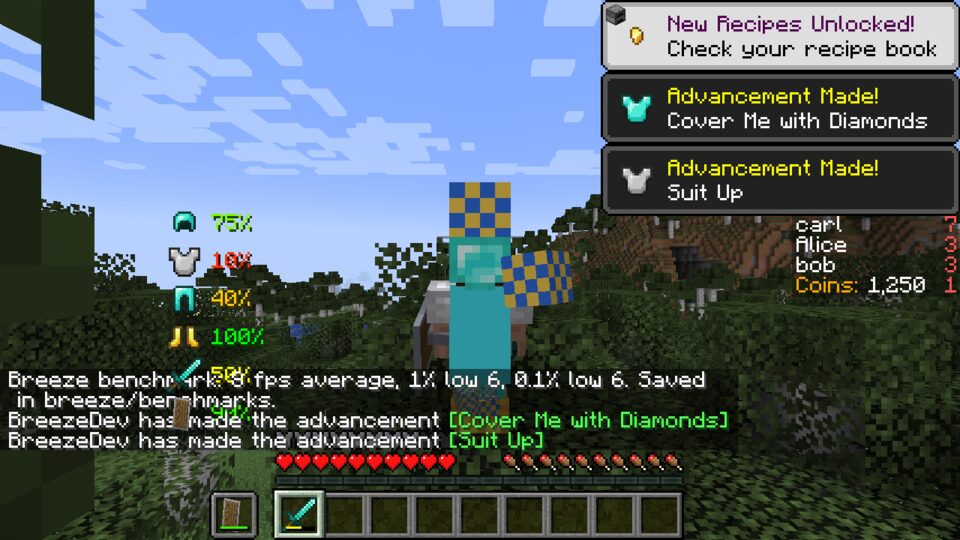 New Recipes Unlocked!
Check your recipe book
Advancement Made!
Cover Me with Diamonds
Advancement Made!
Suit Up
carl 7
Alice 3
bob 3
Coins: 1,250 1
75%
10%
40%
100%
50%
Breeze benchmark: 9 fps average, 1% low 6, 0.1% low 6. Saved
in breeze/benchmarks.
BreezeDev has made the advancement [Cover Me with Diamonds]
BreezeDev has made the advancement [Suit Up]